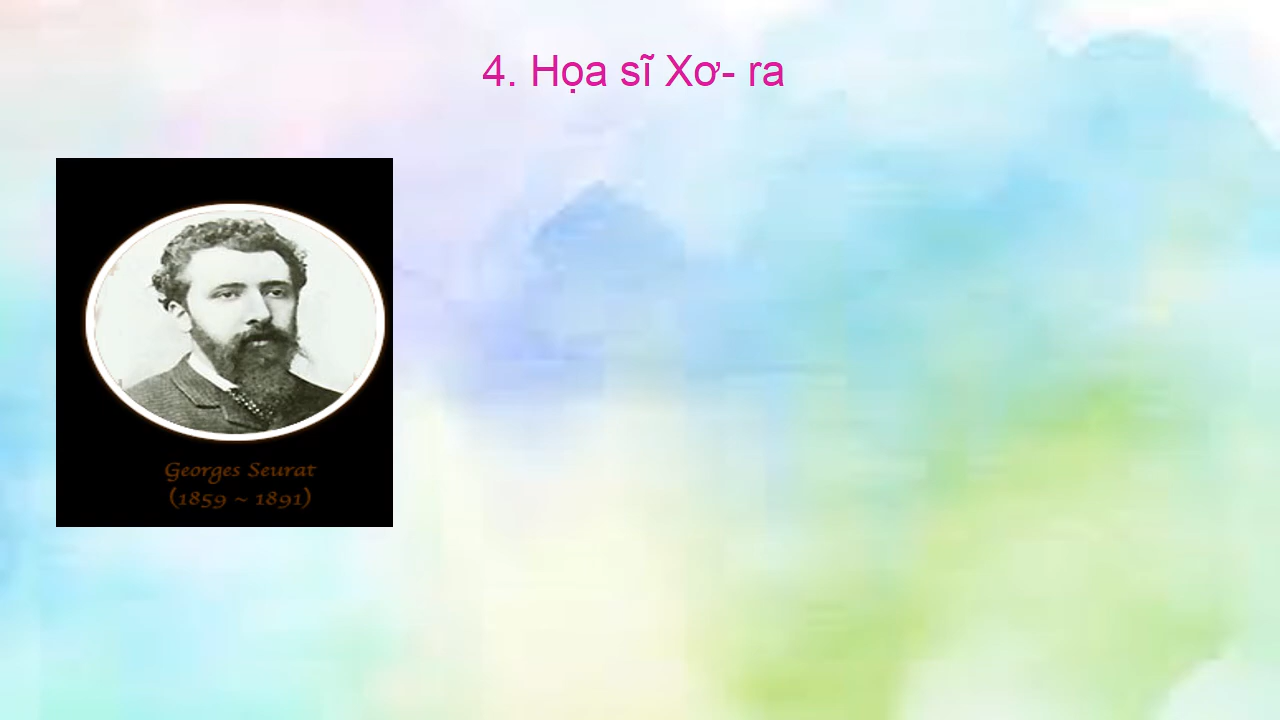 4. Họa sĩ Xơ- ra
Georges Seurat
(1859 ~ 1891)